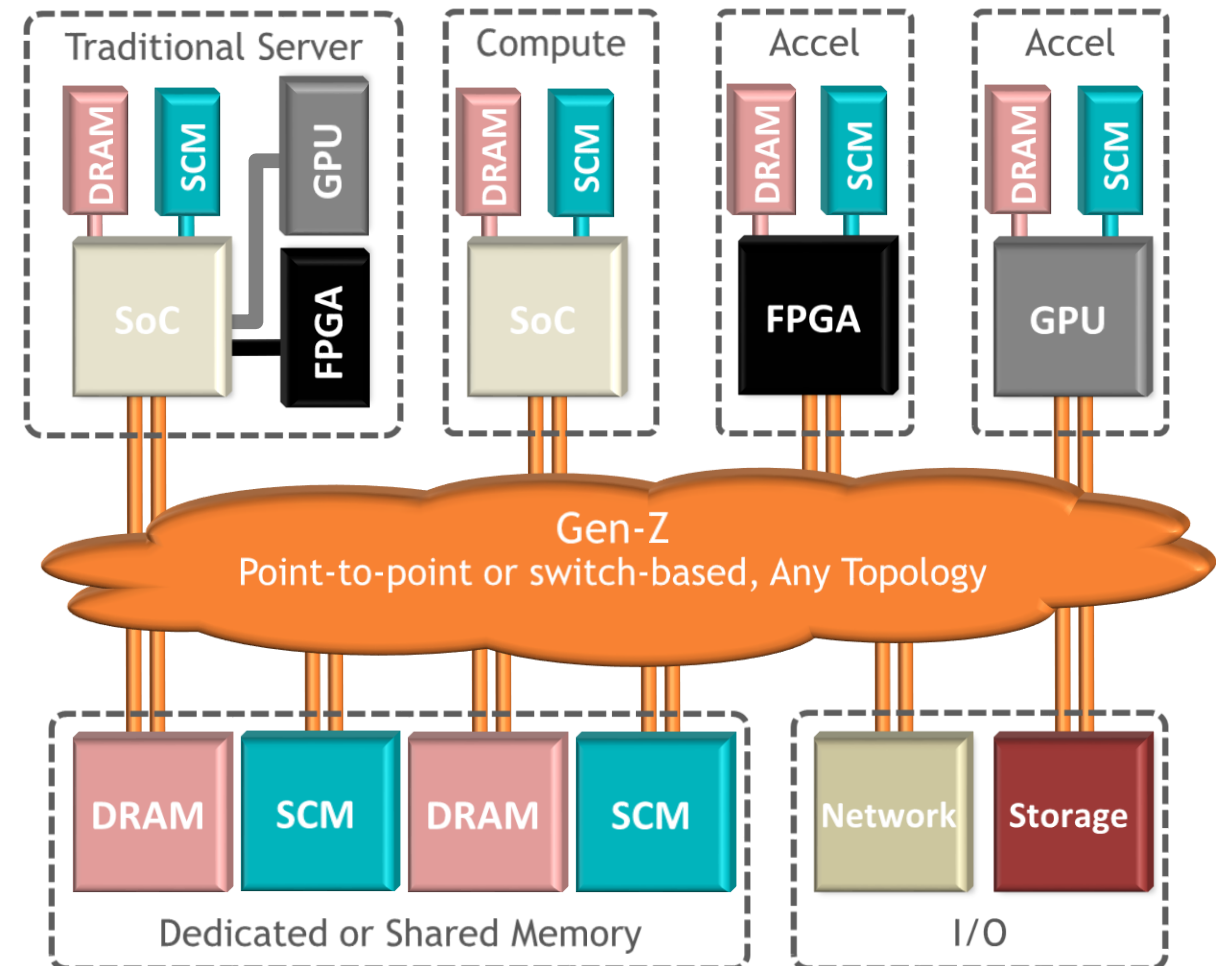 Traditional Server
DRAM
SCM
GPU
SoC
FPGA
Compute
DRAM
SCM
SoC
Accel
DRAM
SCM
FPGA
Accel
DRAM
SCM
GPU
Gen-Z
Point-to-point or switch-based, Any Topology
DRAM
SCM
DRAM
SCM
Dedicated or Shared Memory
Network
Storage
I/O